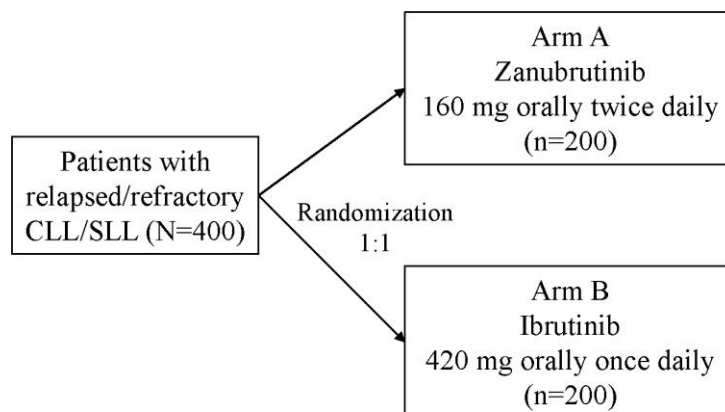 Patients with
relapsed/refractory
CLL/SLL (N=400)
Randomization
1:1
Arm A
Zanubrutinib
160 mg orally twice daily
(n=200)
Arm B
Ibrutinib
420 mg orally once daily
(n=200)